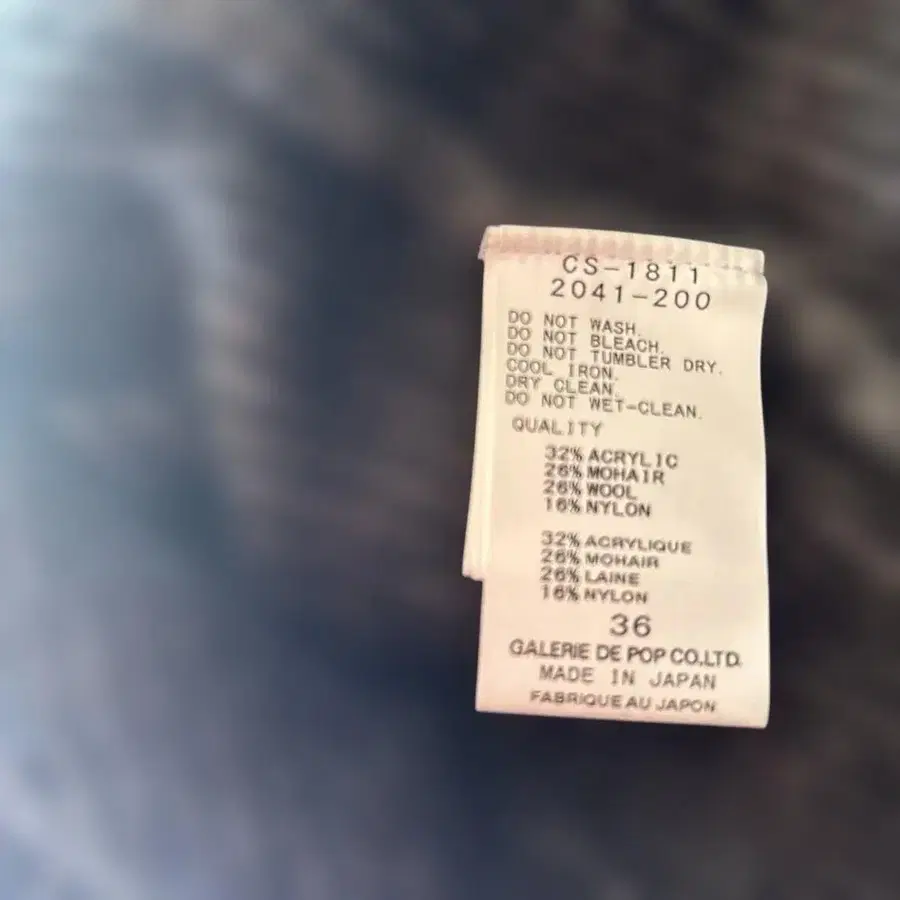 CS-1811
2041-200
DO NOT WASH.
DO NOT BLEACH.
DO NOT TUMBLER DRY.
COOL IRON.
DRY CLEAN.
DO NOT WET-CLEAN.
QUALITY
32% ACRYLIC
26% MOHAIR
26% WOOL
16% NYLON
32% ACRYLIQUE
26% MOHAIR
26% LAINE
16% NYLON
36
GALERIE DE POP CO.LTD.
MADE IN JAPAN
FABRIQUE AU JAPON